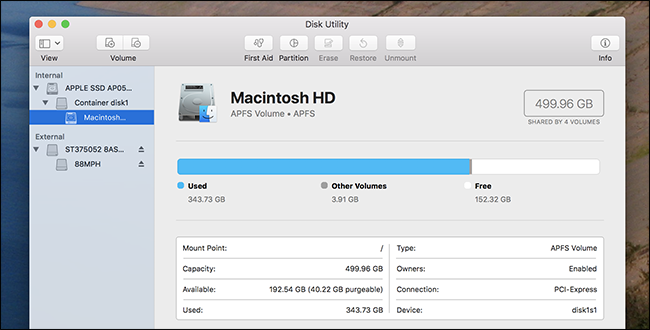 Disk Utility
View
Volume
First Aid
Partition
Erase
Restore
Unmount
Info
Internal
APPLE SSD AP05...
Container disk1
Macintosh...
External
ST375052 8AS...
88MPH
Macintosh HD
APFS Volume • APFS
499.96 GB
SHARED BY 4 VOLUMES
Used
343.73 GB
Other Volumes
3.91 GB
Free
152.32 GB
Mount Point: /
Capacity: 499.96 GB
Available: 192.54 GB (40.22 GB purgeable)
Used: 343.73 GB
Type: APFS Volume
Owners: Enabled
Connection: PCI-Express
Device: disk1s1